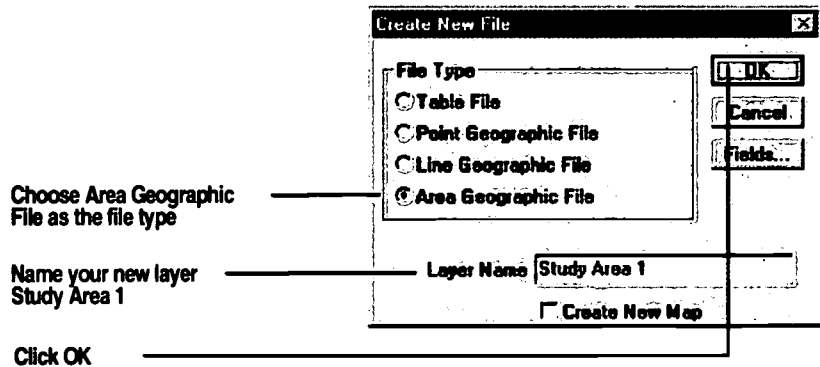 Create New File
File Type
Table File
Point Geographic File
Line Geographic File
Area Geographic File
OK
Cancel
Fields...
Choose Area Geographic
File as the file type
Layer Name Study Area 1
Name your new layer
Study Area 1
Create New Map
Click OK